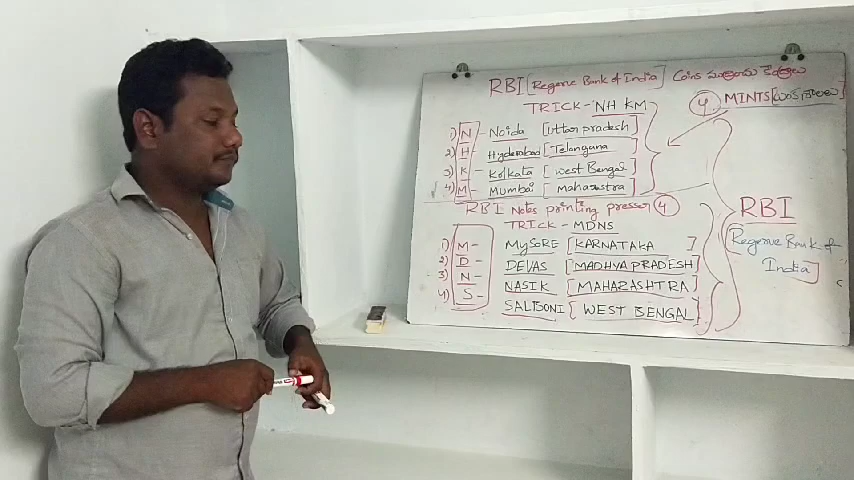 RBI [Regerve Bank of India] Coins
TRICK - NH KM
4 MINTS
1) N - Noida [Uttar pradesh]
2) H - Hyderabad [Telangana]
3) K - Kolkata [west Bengal]
4) M - Mumbai [maharastra]
RBI Notes printing presses 4
TRICK - MDNS
1) M - MYSORE [KARNATAKA]
2) D - DEVAS [MADHYA PRADESH]
3) N - NASIK [MAHARASHTRA]
4) S - SALBONI [WEST BENGAL]
RBI
[Regerve Bank of
India]